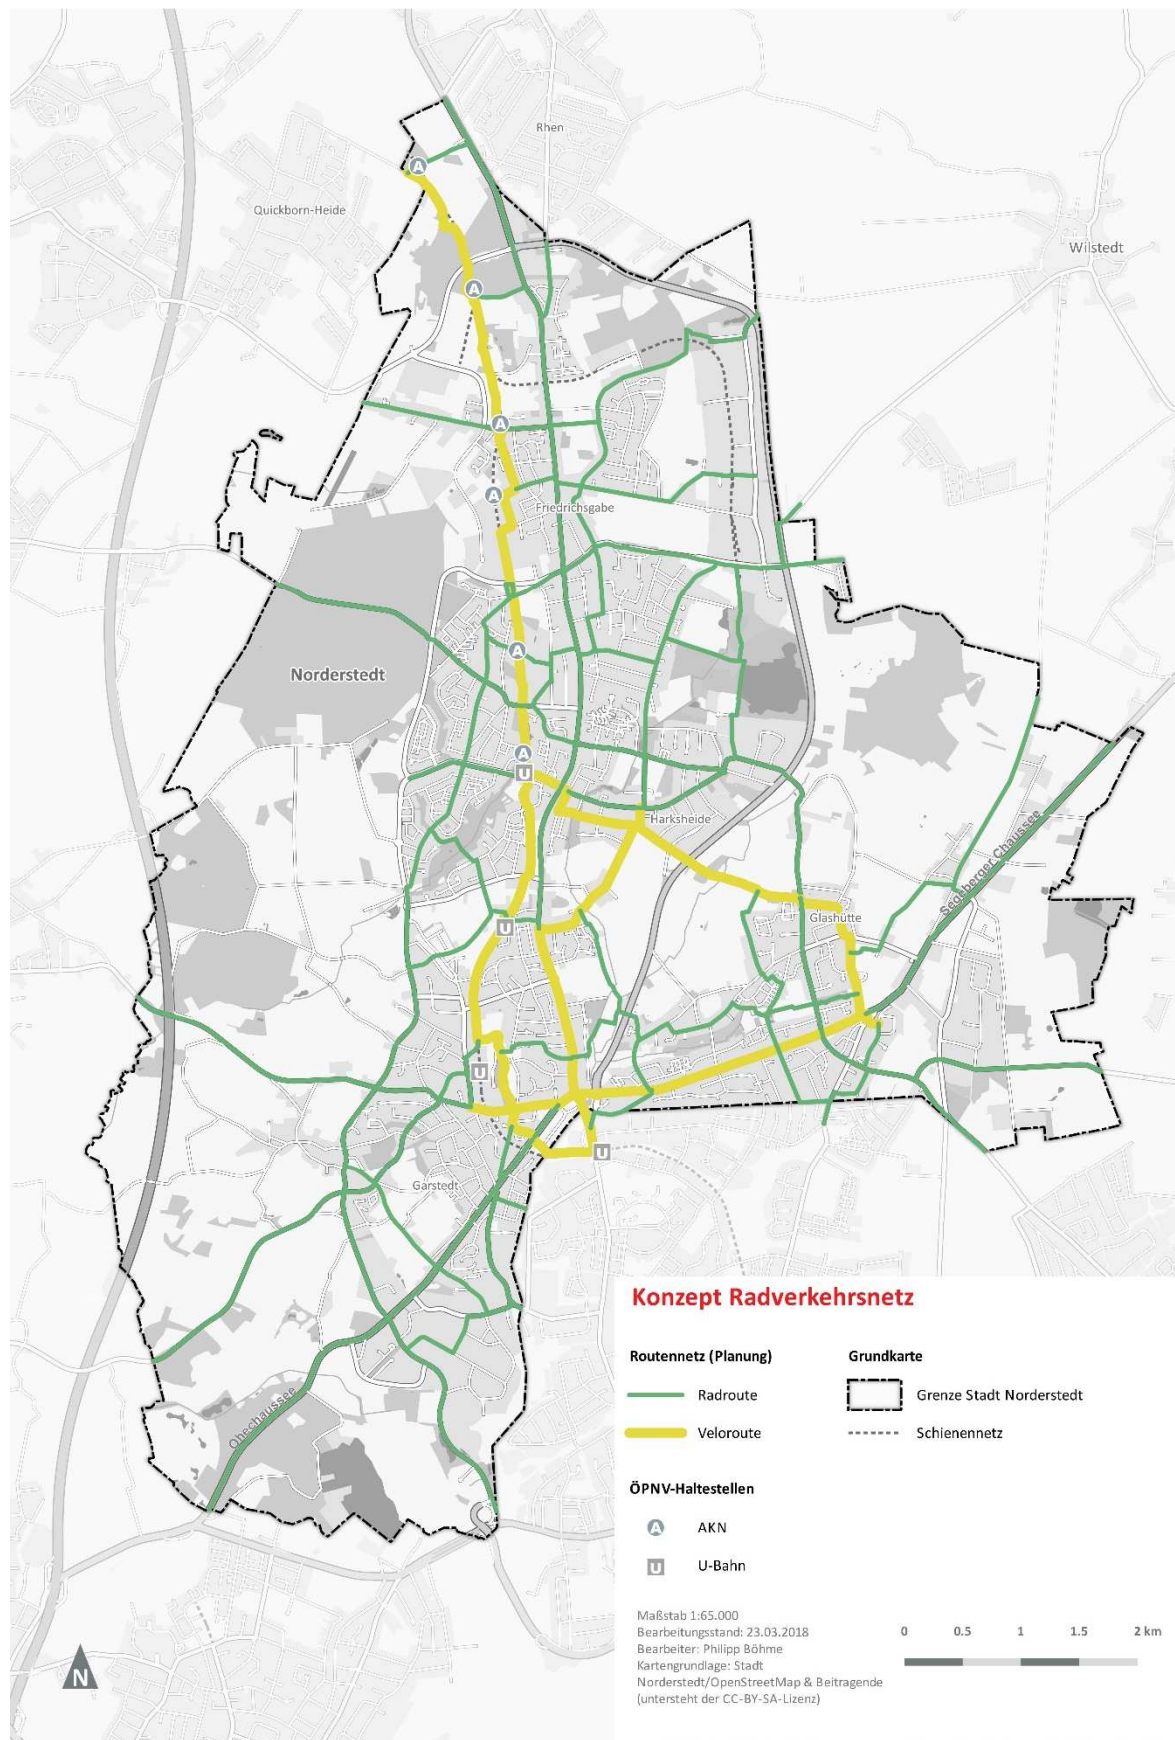 Rhen
A
Quickborn-Heide
Wilstedt
A
A
A
Friedrichsgabe
A
Norderstedt
A
U
Harksheide
Segeberger Chaussee
Glashütte
U
U
U
Garstedt
Ohechaussee
Konzept Radverkehrsnetz
Routennetz (Planung)
Grundkarte
Radroute
Grenze Stadt Norderstedt
Veloroute
Schienennetz
ÖPNV-Haltestellen
A AKN
U U-Bahn
Maßstab 1:65.000
Bearbeitungsstand: 23.03.2018
Bearbeiter: Philipp Böhme
Kartengrundlage: Stadt
Norderstedt/OpenStreetMap & Beitragende
(untersteht der CC-BY-SA-Lizenz)
0 0.5 1 1.5 2 km
N